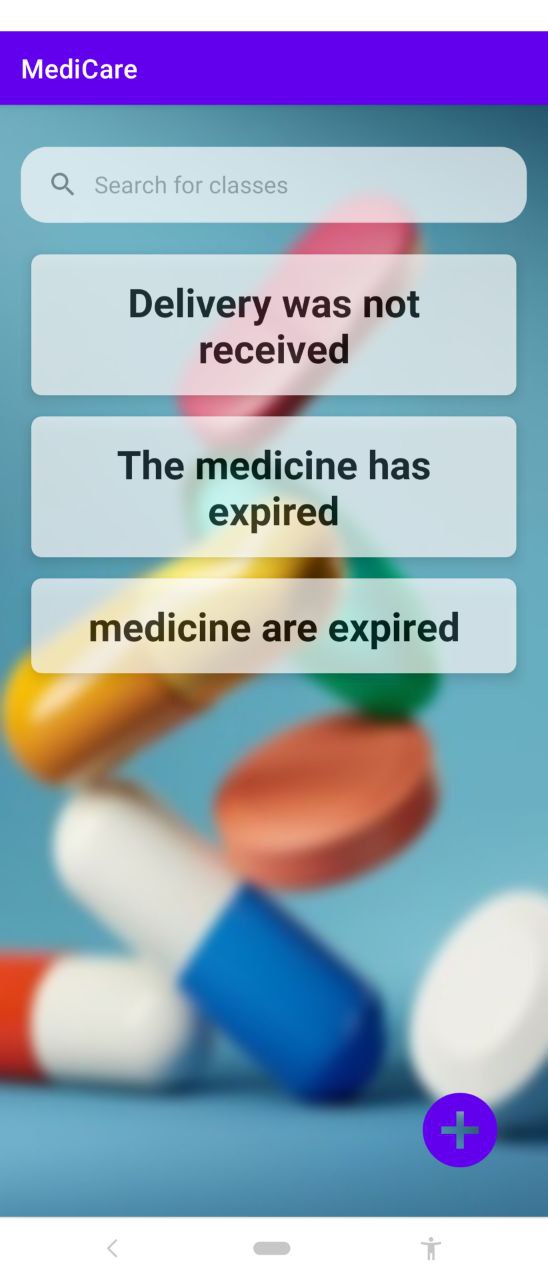 MediCare
Search for classes
Delivery was not
received
The medicine has
expired
medicine are expired